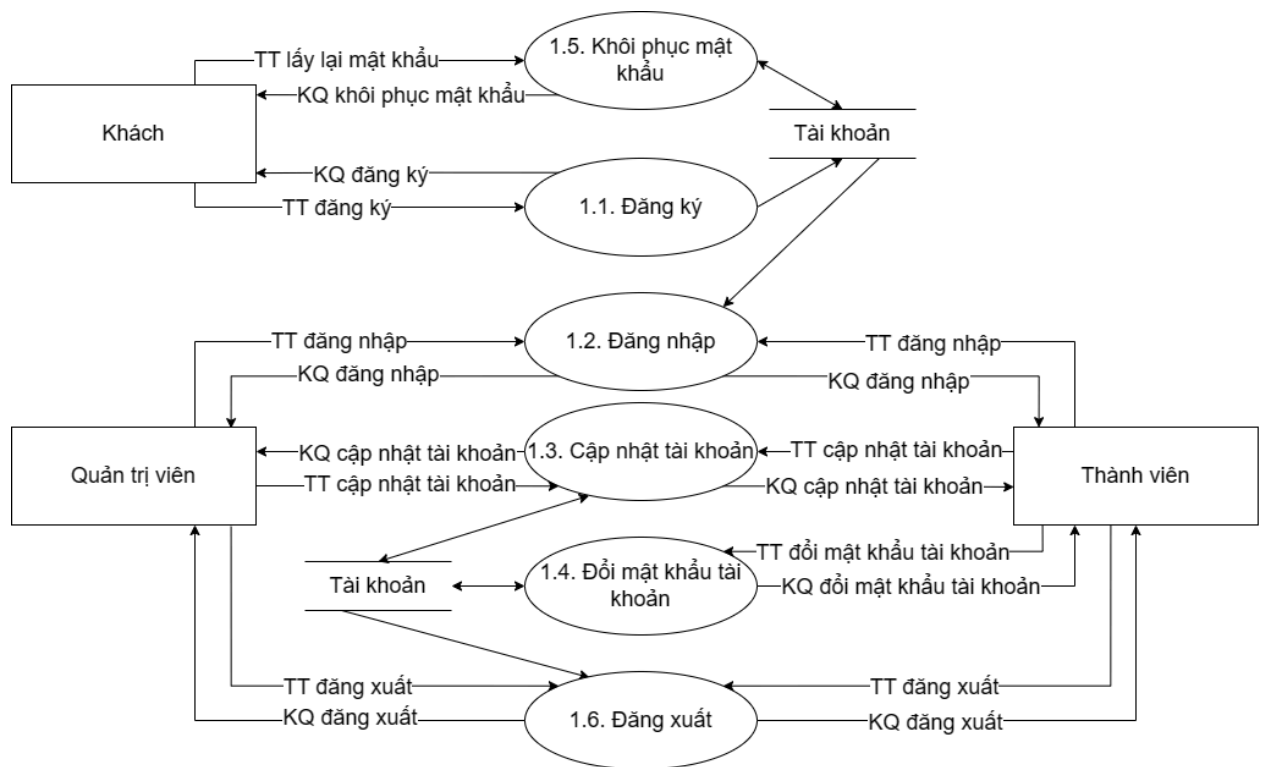 1.5. Khôi phục mật
khẩu
TT lấy lại mật khẩu
KQ khôi phục mật khẩu
Khách
Tài khoản
KQ đăng ký
TT đăng ký
1.1. Đăng ký
TT đăng nhập
1.2. Đăng nhập
TT đăng nhập
KQ đăng nhập
KQ đăng nhập
Quản trị viên
KQ cập nhật tài khoản
1.3. Cập nhật tài khoản
TT cập nhật tài khoản
Thành viên
TT cập nhật tài khoản
KQ cập nhật tài khoản
TT đổi mật khẩu tài khoản
Tài khoản
1.4. Đổi mật khẩu tài
khoản
KQ đổi mật khẩu tài khoản
TT đăng xuất
TT đăng xuất
KQ đăng xuất
1.6. Đăng xuất
KQ đăng xuất